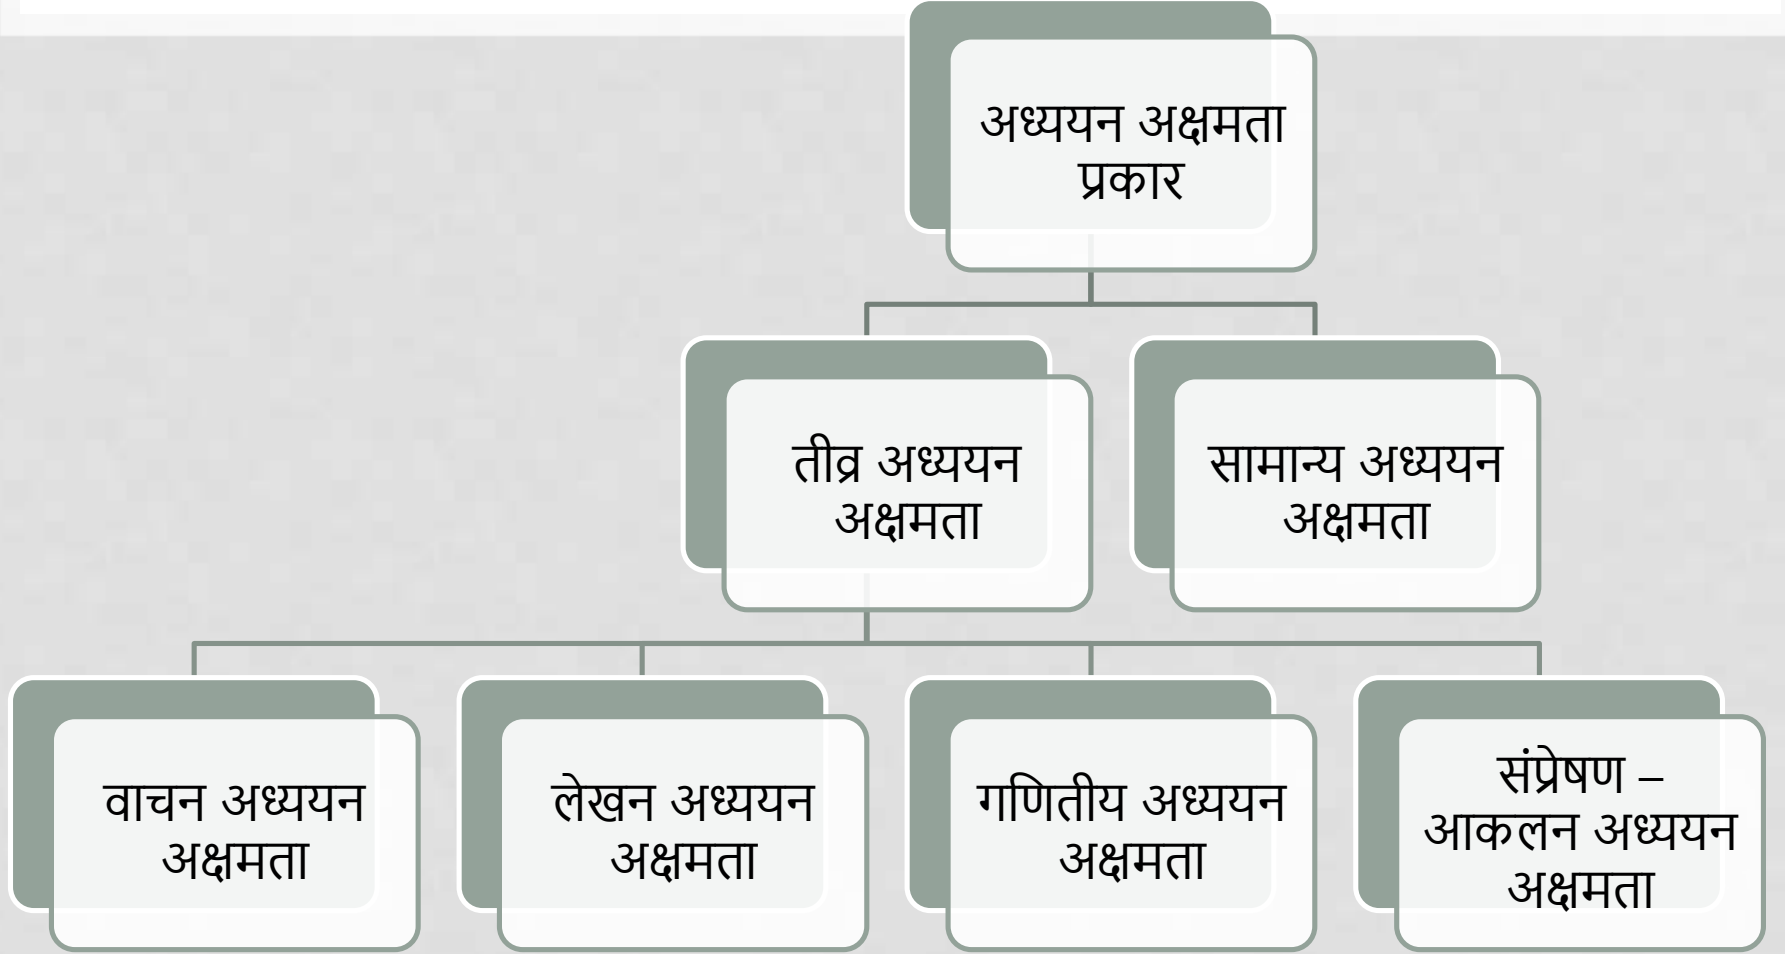 अध्ययन अक्षमता
प्रकार
तीव्र अध्ययन
अक्षमता
सामान्य अध्ययन
अक्षमता
वाचन अध्ययन
अक्षमता
लेखन अध्ययन
अक्षमता
गणितीय अध्ययन
अक्षमता
संप्रेषण –
आकलन अध्ययन
अक्षमता